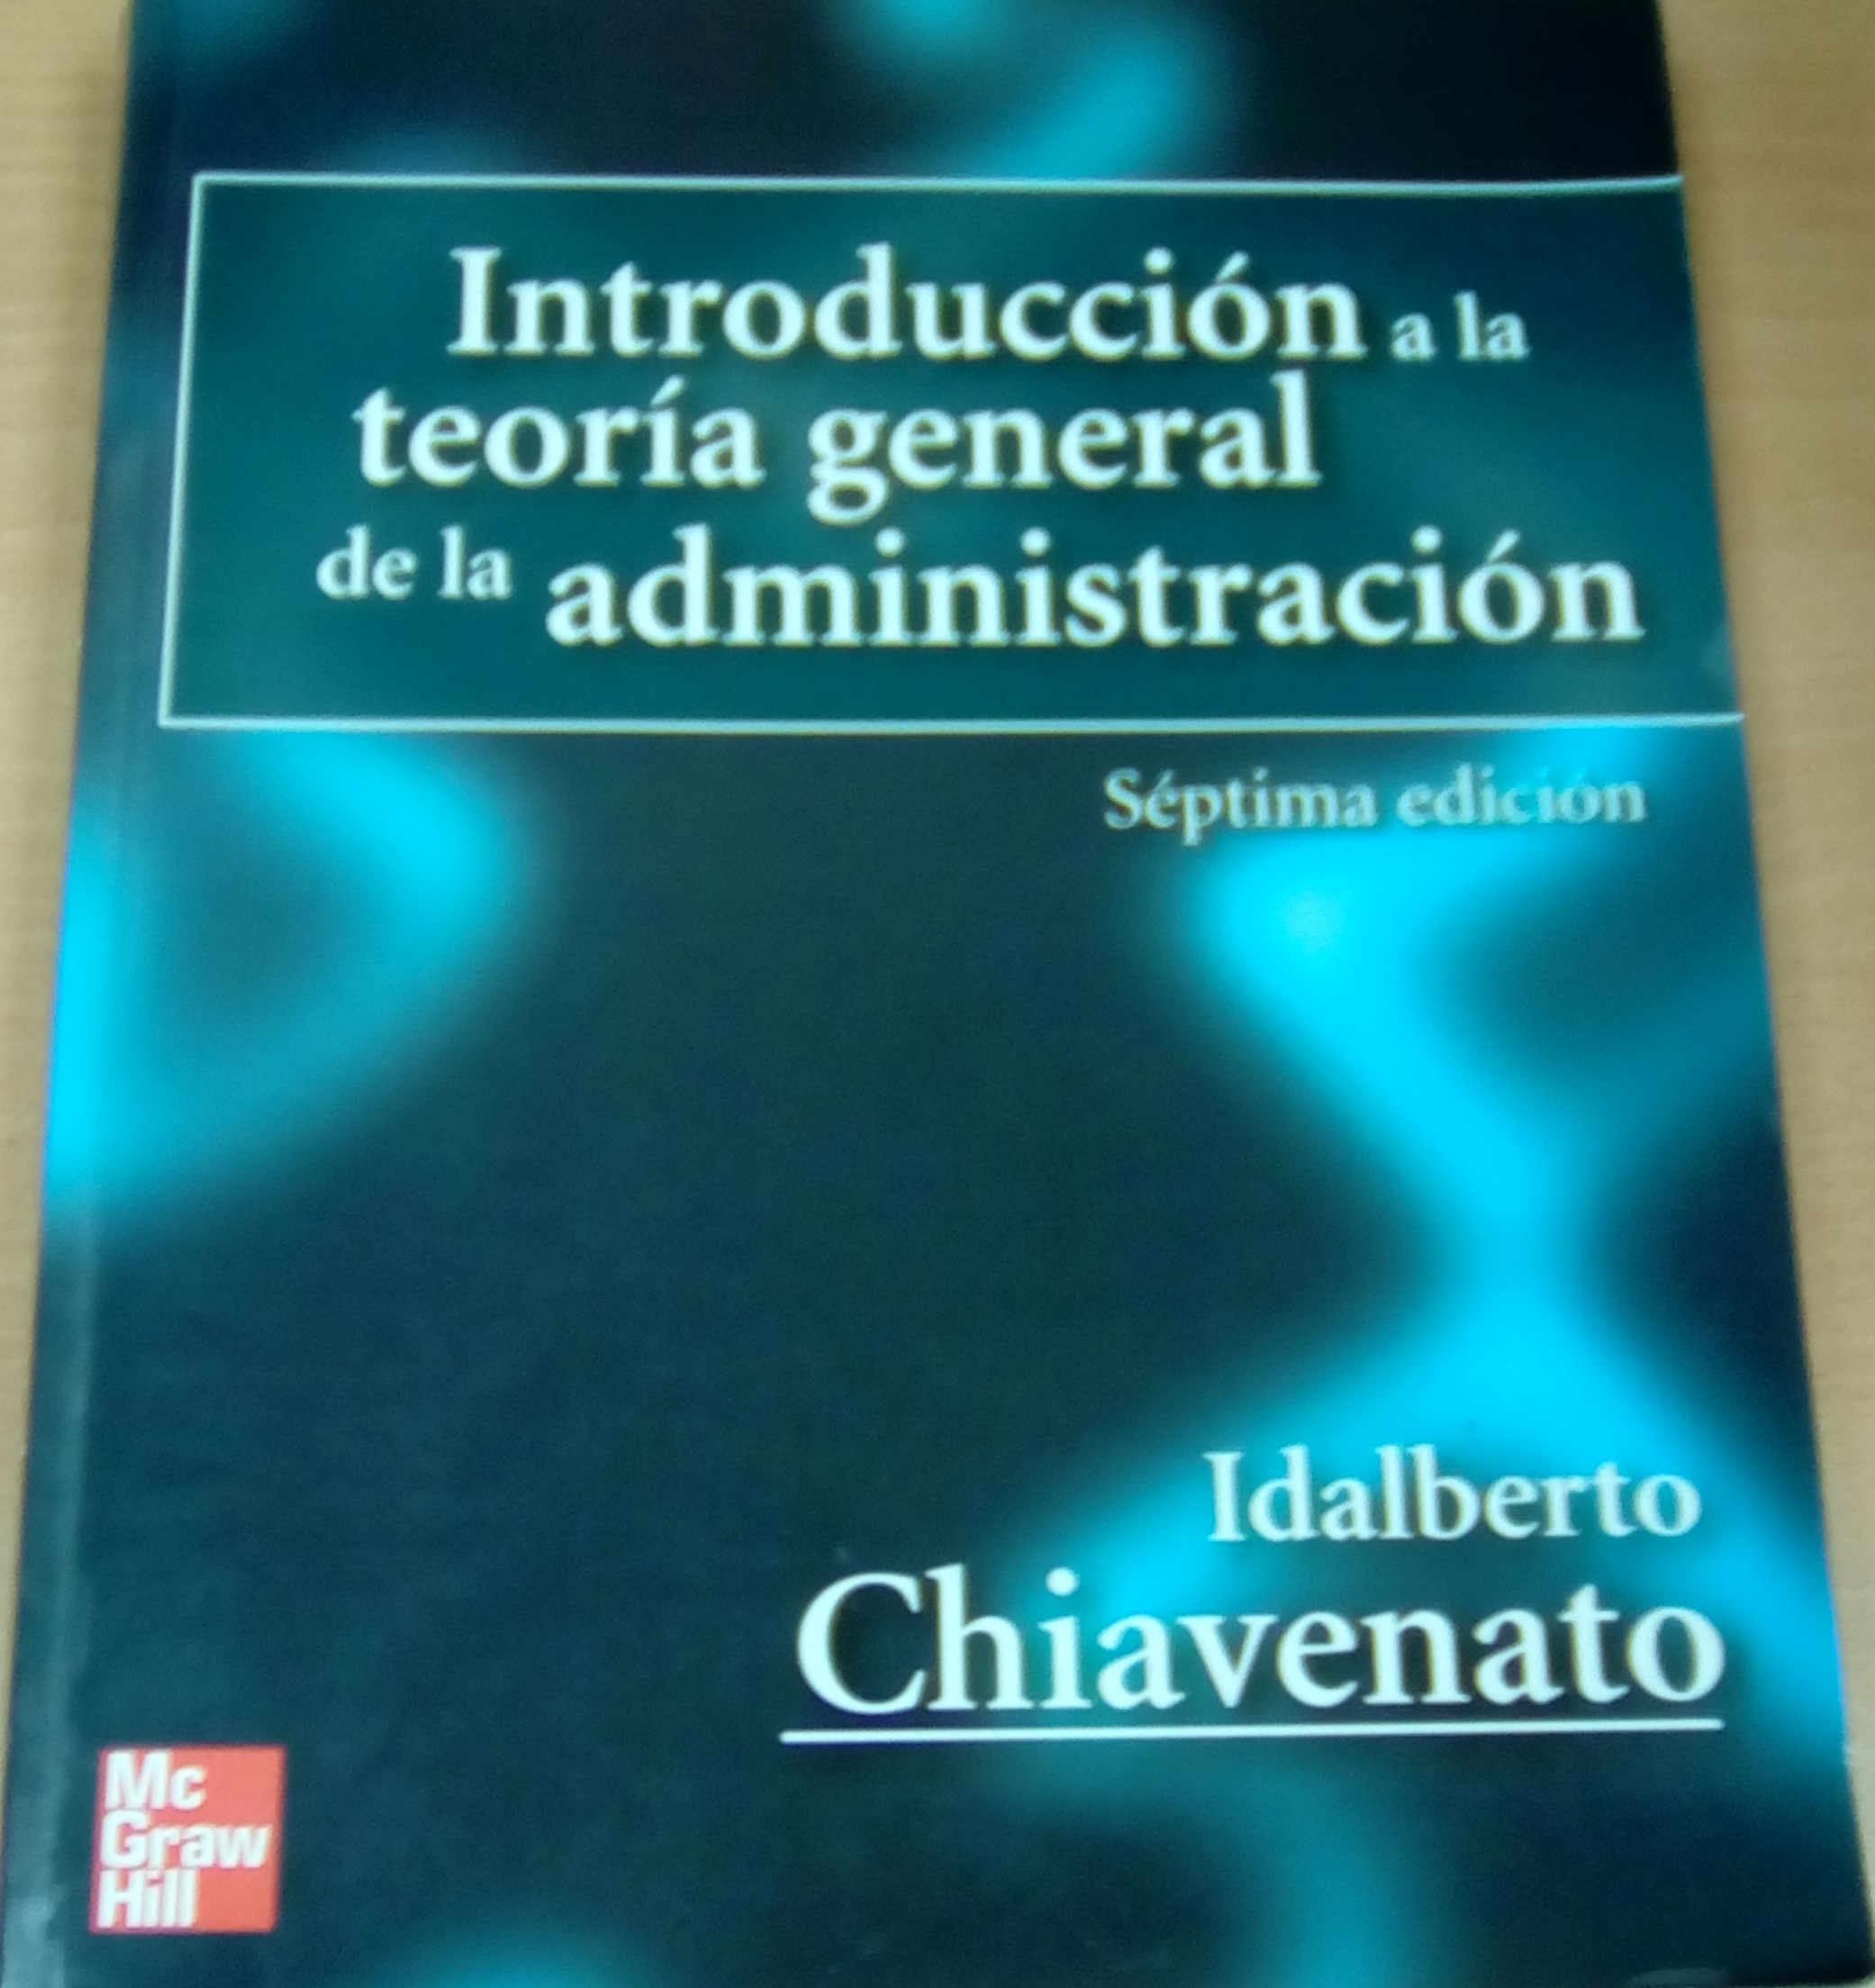 Introducción a la
teoría general
de la administración
Séptima edición
Idalberto
Chiavenato
Mc
Graw
Hill